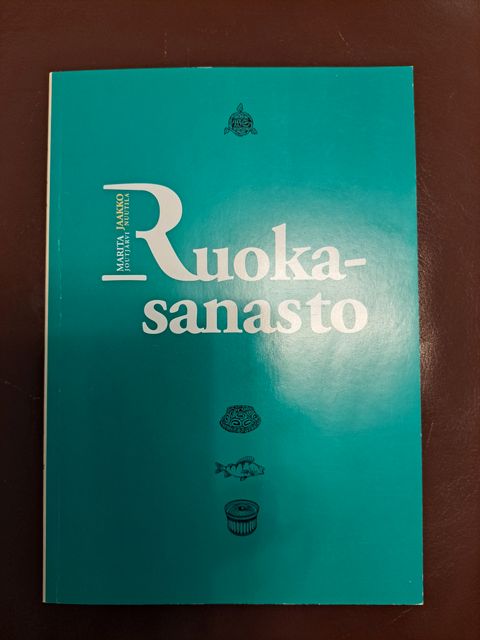 MARITA JAAKKO
JOUTJÄRVI NUUTILA
Ruoka-
sanasto